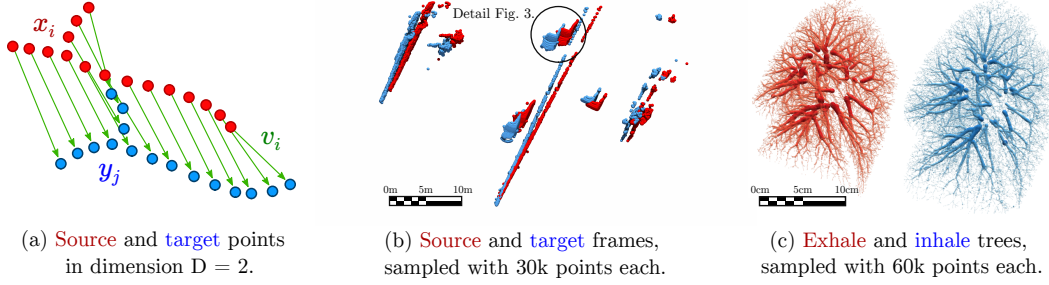 x_i
y_j
v_i
(a) Source and target points
in dimension D = 2.
Detail Fig. 3.
0m 5m 10m
(b) Source and target frames,
sampled with 30k points each.
0cm 5cm 10cm
(c) Exhale and inhale trees,
sampled with 60k points each.